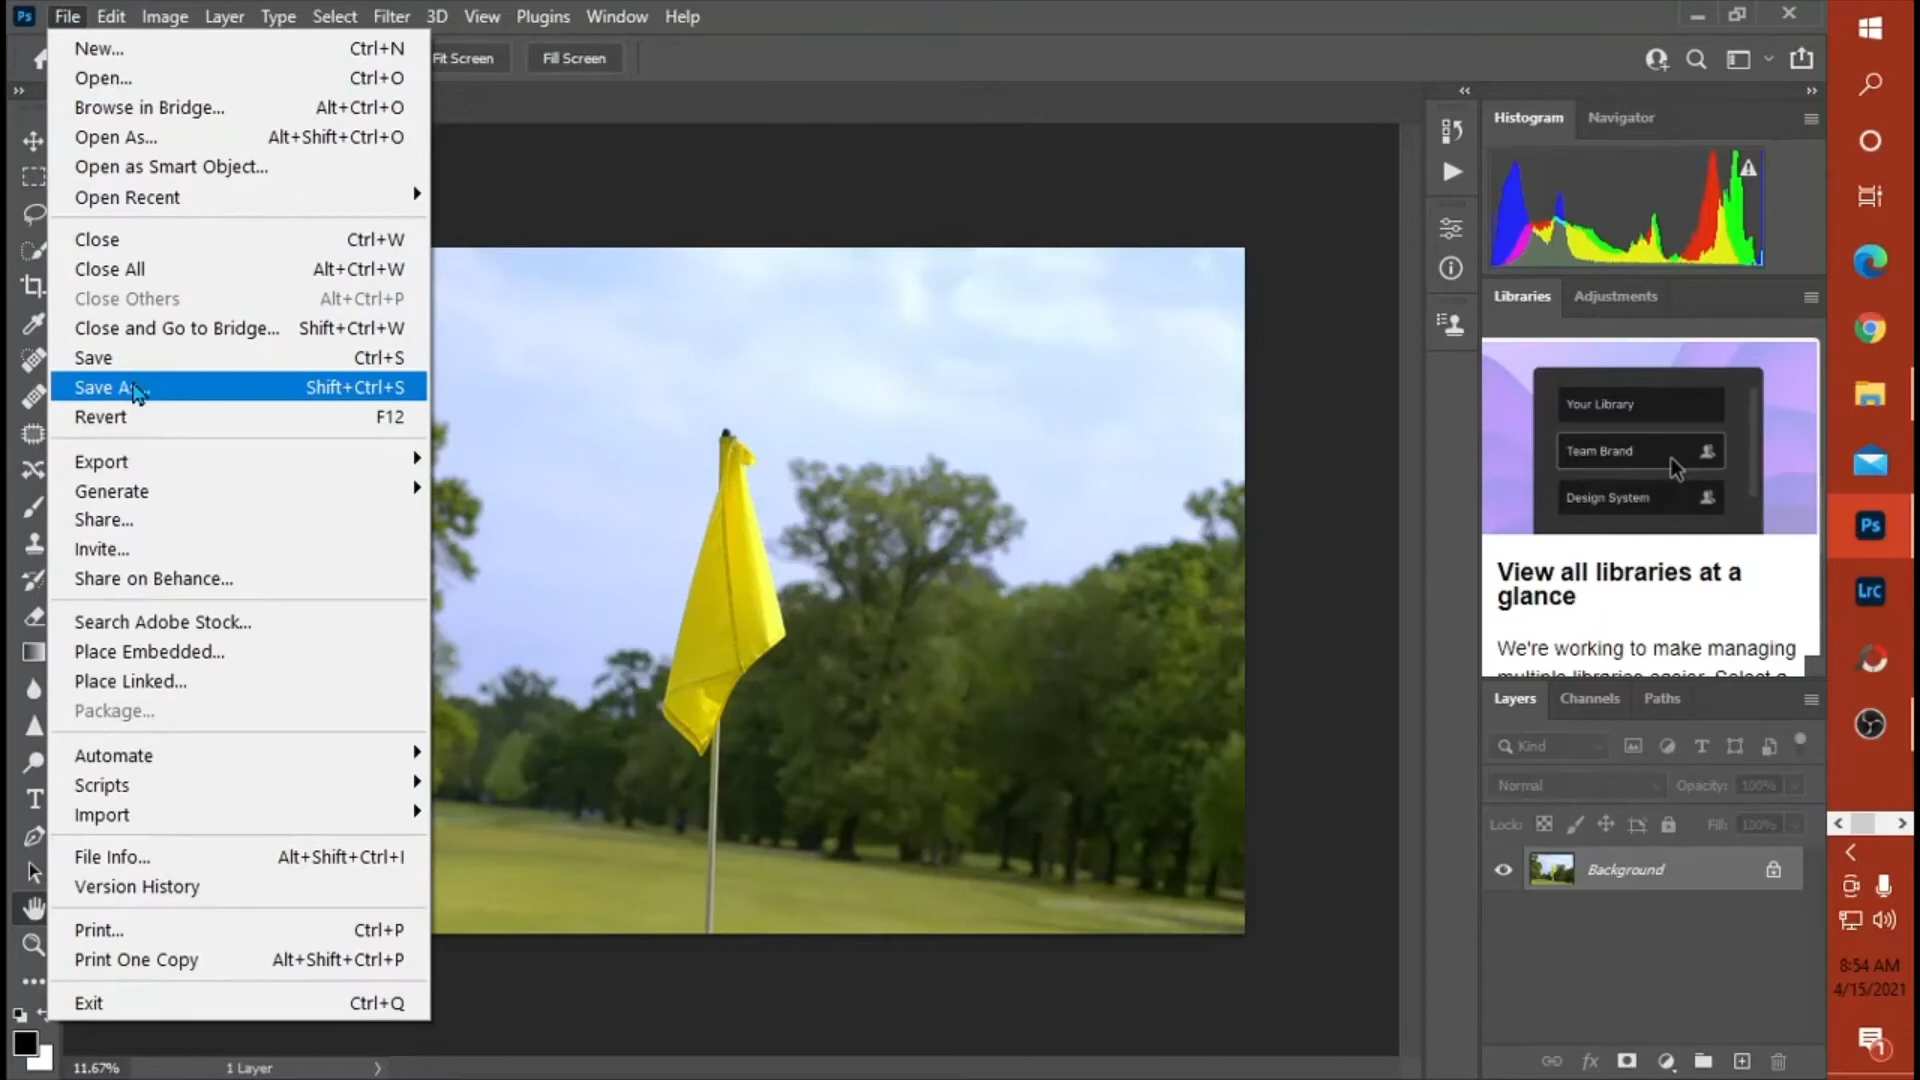 Ps File Edit Image Layer Type Select Filter 3D View Plugins Window Help
Fit Screen Fill Screen
New... Ctrl+N
Open... Ctrl+O
Browse in Bridge... Alt+Ctrl+O
Open As... Alt+Shift+Ctrl+O
Open as Smart Object...
Open Recent
Close Ctrl+W
Close All Alt+Ctrl+W
Close Others Alt+Ctrl+P
Close and Go to Bridge... Shift+Ctrl+W
Save Ctrl+S
Save A Shift+Ctrl+S
Revert F12
Export
Generate
Share...
Invite...
Share on Behance...
Search Adobe Stock...
Place Embedded...
Place Linked...
Package...
Automate
Scripts
Import
File Info... Alt+Shift+Ctrl+I
Version History
Print... Ctrl+P
Print One Copy Alt+Shift+Ctrl+P
Exit Ctrl+Q
11.67% 1 Layer
Histogram Navigator
Libraries Adjustments
Your Library
Team Brand
Design System
View all libraries at a
glance
We're working to make managing
Layers Channels Paths
Kind
Normal Opacity: 100%
Lock: Fill: 100%
Background
Ps
Lrc
8:54 AM
4/15/2021
1